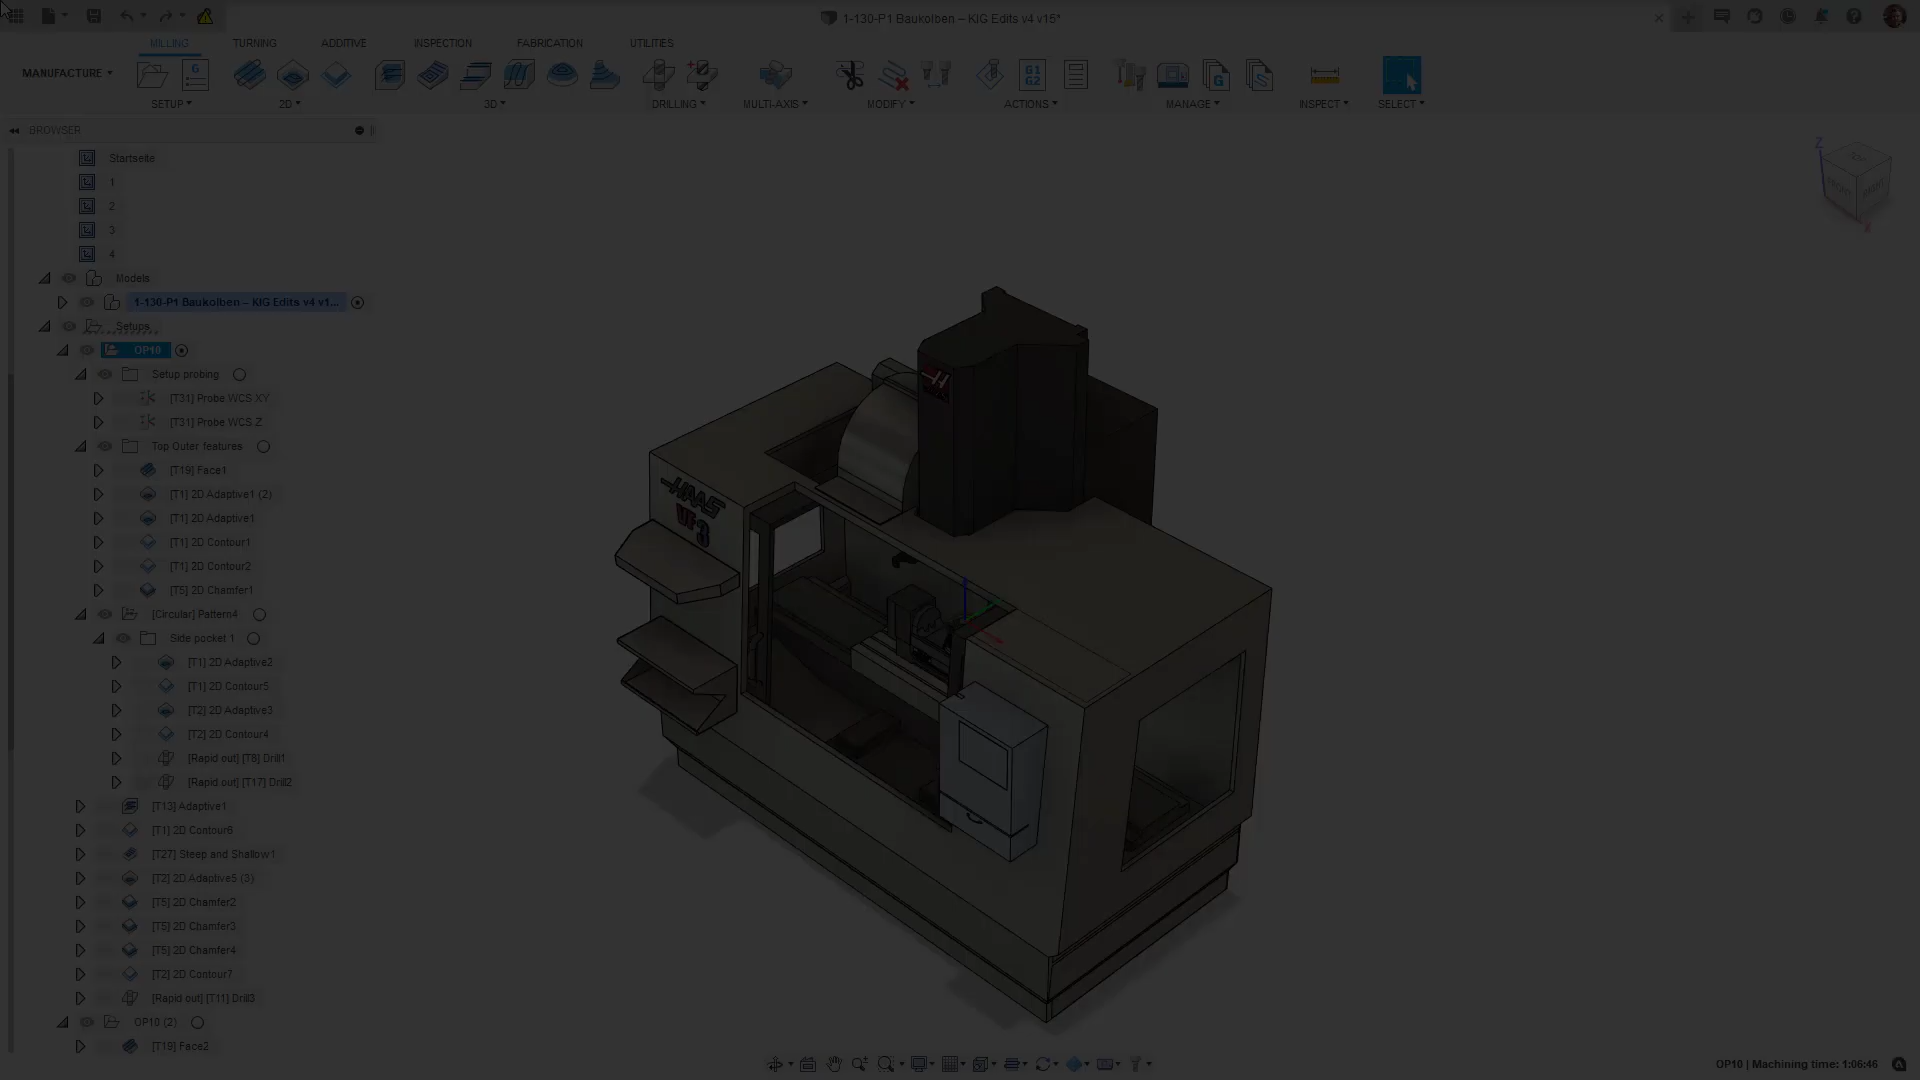 1-130-P1 Baukolben – KIG Edits v4 v15*
MILLING
TURNING
ADDITIVE
INSPECTION
FABRICATION
UTILITIES
MANUFACTURE
SETUP
2D
3D
DRILLING
MULTI-AXIS
MODIFY
ACTIONS
MANAGE
INSPECT
SELECT
G
G1
G2
G
S
BROWSER
Startseite
1
2
3
4
Models
1-130-P1 Baukolben – KIG Edits v4 v1...
Setups
OP10
Setup probing
[T31] Probe WCS XY
[T31] Probe WCS Z
Top Outer features
[T19] Face1
[T1] 2D Adaptive1 (2)
[T1] 2D Adaptive1
[T1] 2D Contour1
[T1] 2D Contour2
[T5] 2D Chamfer1
[Circular] Pattern4
Side pocket 1
[T1] 2D Adaptive2
[T1] 2D Contour5
[T2] 2D Adaptive3
[T2] 2D Contour4
[Rapid out] [T8] Drill1
[Rapid out] [T17] Drill2
[T13] Adaptive1
[T1] 2D Contour6
[T27] Steep and Shallow1
[T2] 2D Adaptive5 (3)
[T5] 2D Chamfer2
[T5] 2D Chamfer3
[T5] 2D Chamfer4
[T2] 2D Contour7
[Rapid out] [T11] Drill3
OP10 (2)
[T19] Face2
HAAS
VF3
Z
TOP
FRONT
RIGHT
X
OP10 | Machining time: 1:06:46